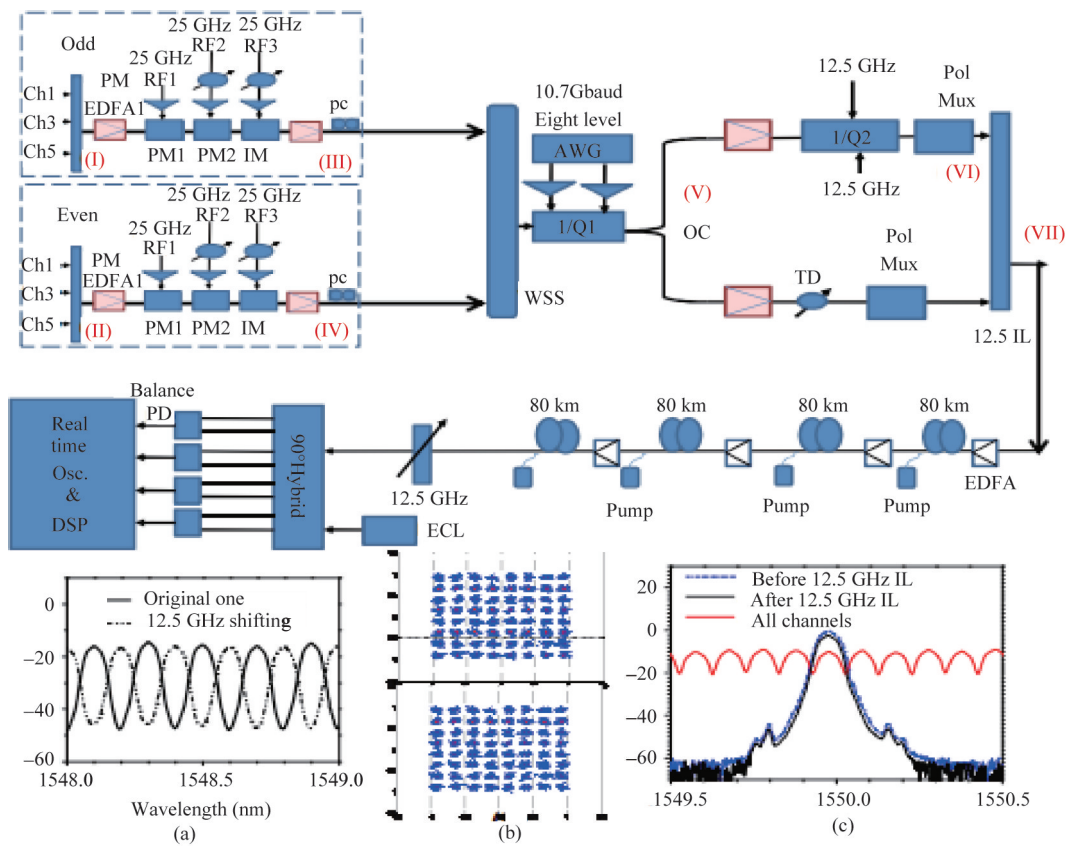 Odd
25 GHz
25 GHz
RF2
RF3
25 GHz
RF1
PM
EDFA1
Ch1
Ch3
Ch5
(I)
PM1
PM2
IM
pc
(III)
Even
25 GHz
25 GHz
RF2
RF3
25 GHz
RF1
PM
EDFA1
Ch1
Ch3
Ch5
(II)
PM1
PM2
IM
pc
(IV)
WSS
10.7Gbaud
Eight level
AWG
1/Q1
(V)
OC
12.5 GHz
1/Q2
12.5 GHz
Pol
Mux
(VI)
TD
Pol
Mux
(VII)
12.5 IL
Balance
PD
Real
time
Osc.
&
DSP
90°Hybrid
12.5 GHz
ECL
80 km
80 km
80 km
80 km
Pump
Pump
Pump
EDFA
0
−20
−40
−60
Original one
12.5 GHz shifting
1548.0
1548.5
1549.0
Wavelength (nm)
(a)
(b)
20
0
−20
−40
−60
Before 12.5 GHz IL
After 12.5 GHz IL
All channels
1549.5
1550.0
1550.5
(c)